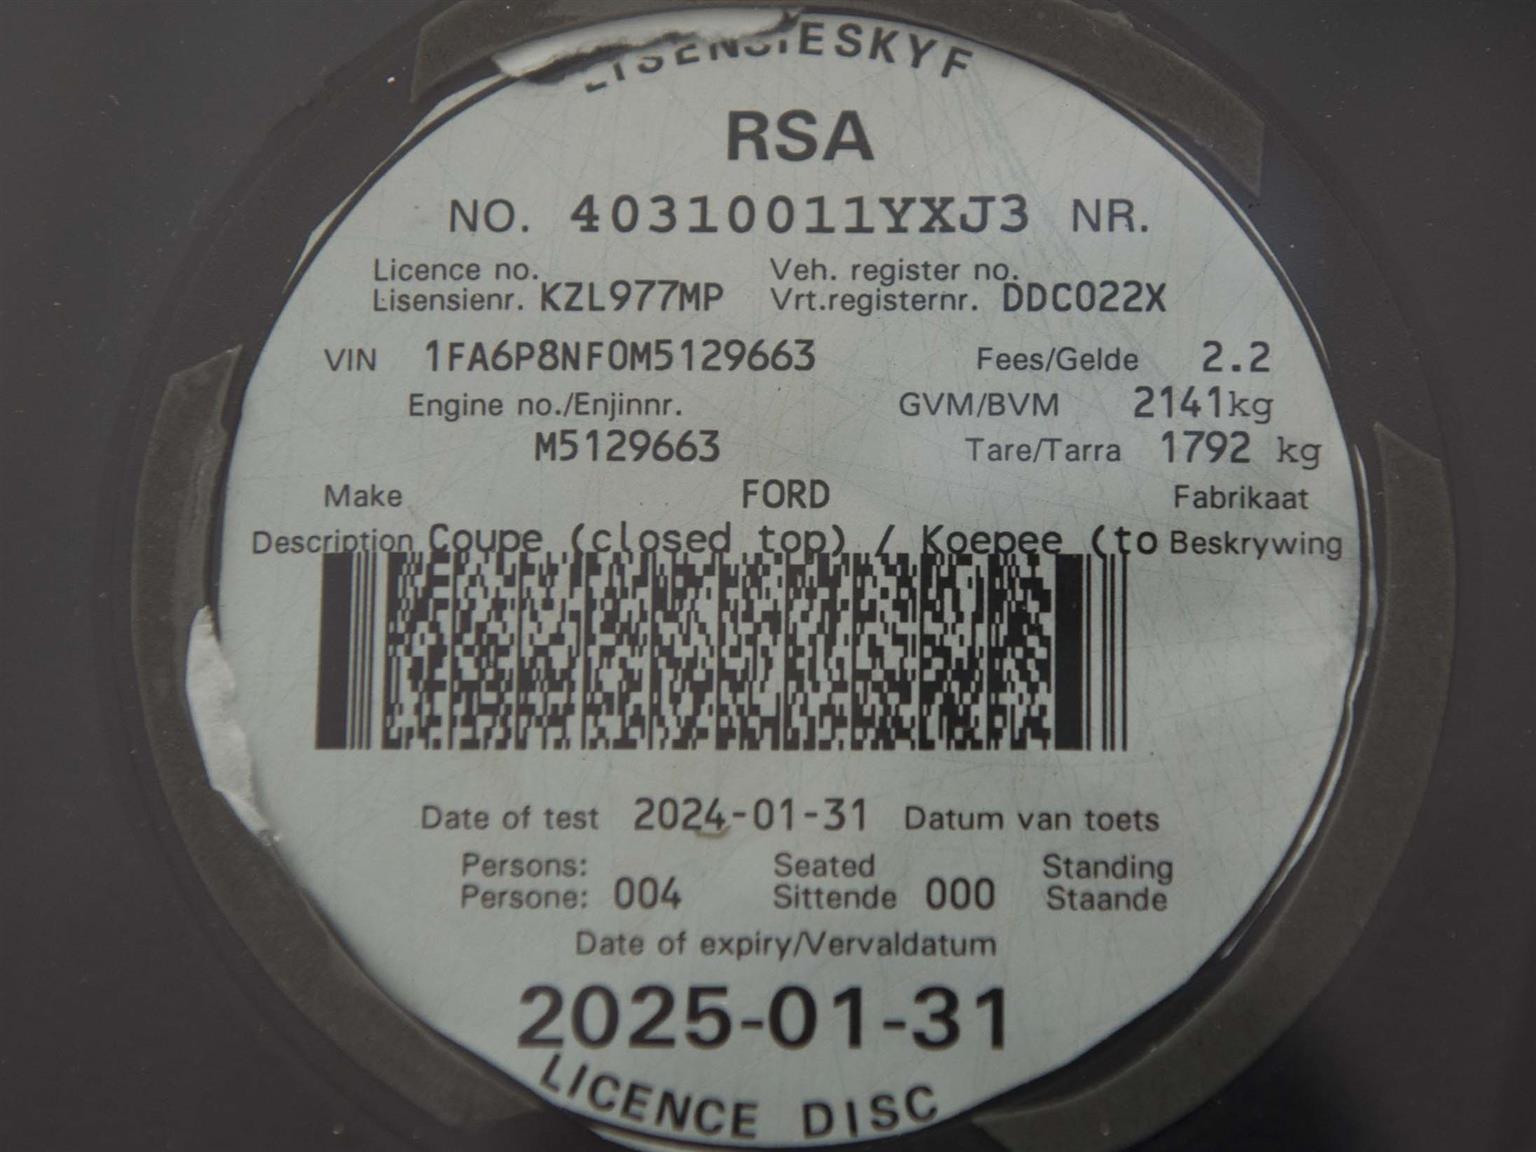 LISENSIESKYF
RSA
NO. 40310011YXJ3 NR.
Licence no. Veh. register no.
Lisensienr. KZL977MP Vrt.registernr. DDC022X
VIN 1FA6P8NF0M5129663 Fees/Gelde 2.2
Engine no./Enjinnr. GVM/BVM 2141kg
M5129663 Tare/Tarra 1792 kg
Make FORD Fabrikaat
Description Coupe (closed top) / Koepee (to Beskrywing
Date of test 2024-01-31 Datum van toets
Persons: Seated Standing
Persone: 004 Sittende 000 Staande
Date of expiry/Vervaldatum
2025-01-31
LICENCE DISC